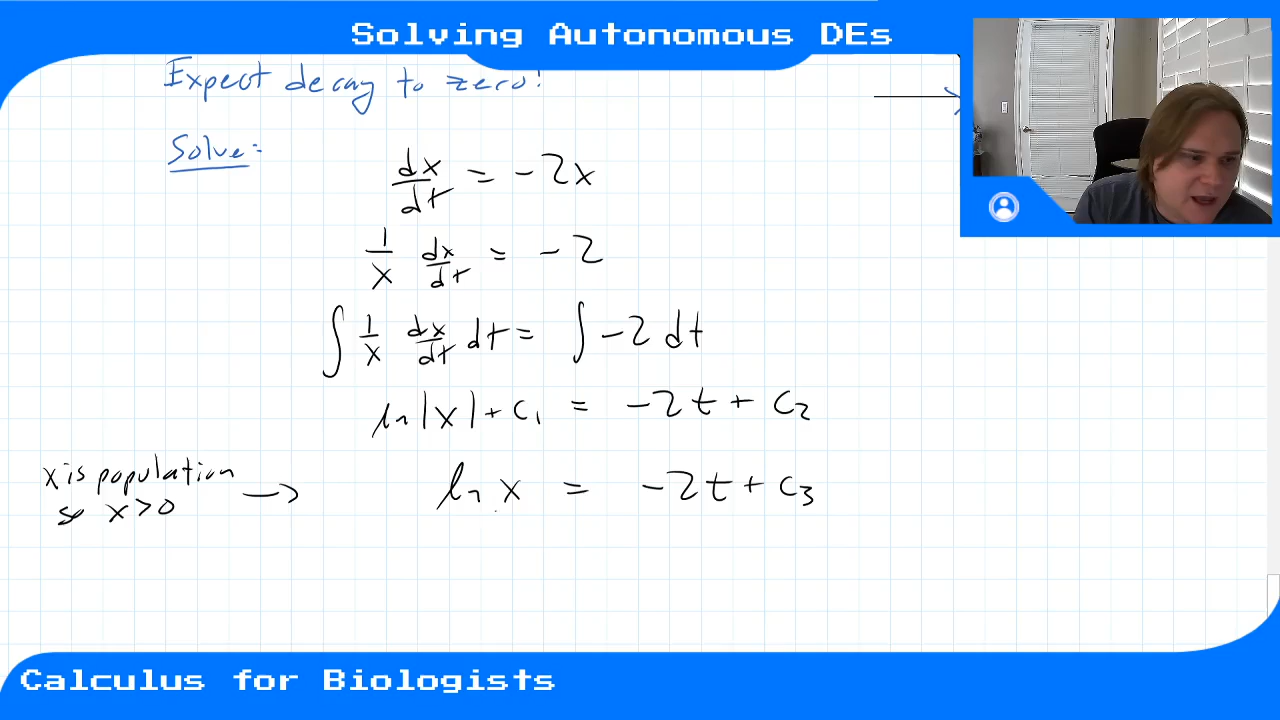 Solving Autonomous DEs
Expect decay to zero!
Solve:
dx/dt = -2x
1/x dx/dt = -2
∫ 1/x dx/dt dt = ∫ -2 dt
ln|x| + c₁ = -2t + c₂
x is population
so x>0 →
ln x = -2t + c₃
Calculus for Biologists